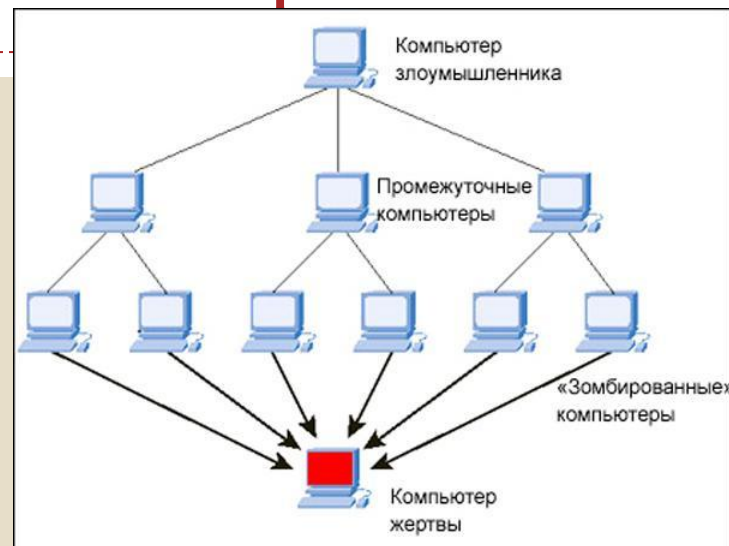 Компьютер
злоумышленника
Промежуточные
компьютеры
«Зомбированные»
компьютеры
Компьютер
жертвы